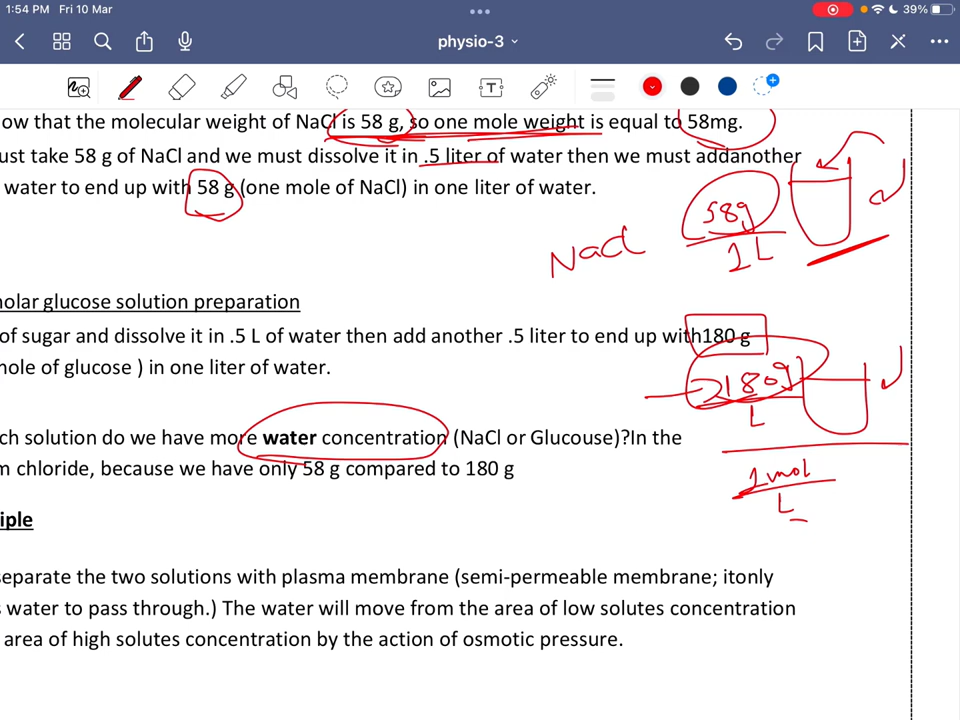 1:54 PM Fri 10 Mar
39%
physio-3
ow that the molecular weight of NaCl is 58 g, so one mole weight is equal to 58mg.
ust take 58 g of NaCl and we must dissolve it in .5 liter of water then we must addanother
water to end up with 58 g (one mole of NaCl) in one liter of water.
58g
NaCl
1L
nolar glucose solution preparation
of sugar and dissolve it in .5 L of water then add another .5 liter to end up with180 g
nole of glucose ) in one liter of water.
180g
L
ch solution do we have more water concentration (NaCl or Glucouse)?In the
m chloride, because we have only 58 g compared to 180 g
1mol
L
iple
separate the two solutions with plasma membrane (semi-permeable membrane; itonly
s water to pass through.) The water will move from the area of low solutes concentration
area of high solutes concentration by the action of osmotic pressure.